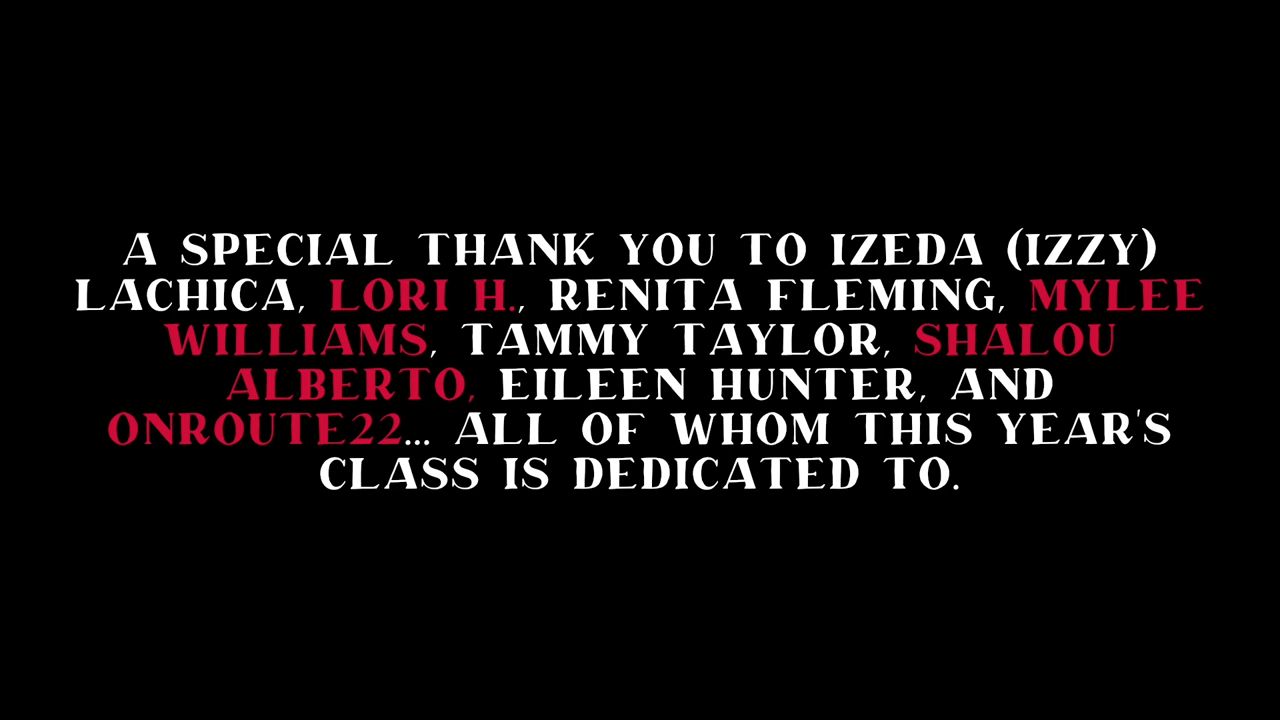 A SPECIAL THANK YOU TO IZEDA (IZZY)
LACHICA, LORI H., RENITA FLEMING, MYLEE
WILLIAMS, TAMMY TAYLOR, SHALOU
ALBERTO, EILEEN HUNTER, AND
ONROUTE22... ALL OF WHOM THIS YEAR'S
CLASS IS DEDICATED TO.